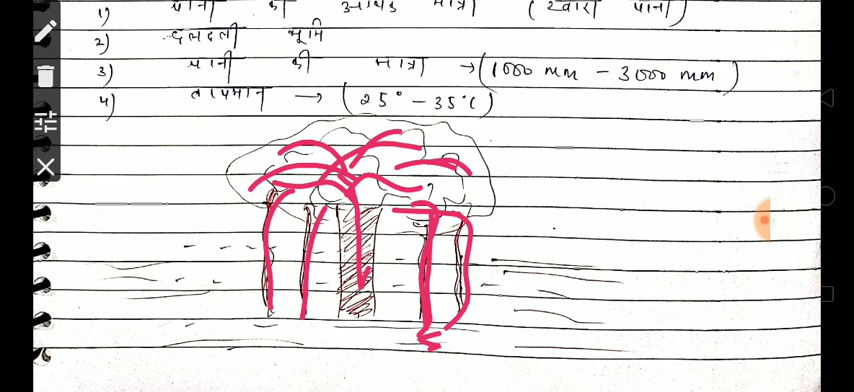 1) पानी की अधिक मात्रा (खारा पानी)
2) दलदली भूमि
3) पानी की मात्रा → (1000 mm - 3000 mm)
4) तापमान → (25° - 35°C)